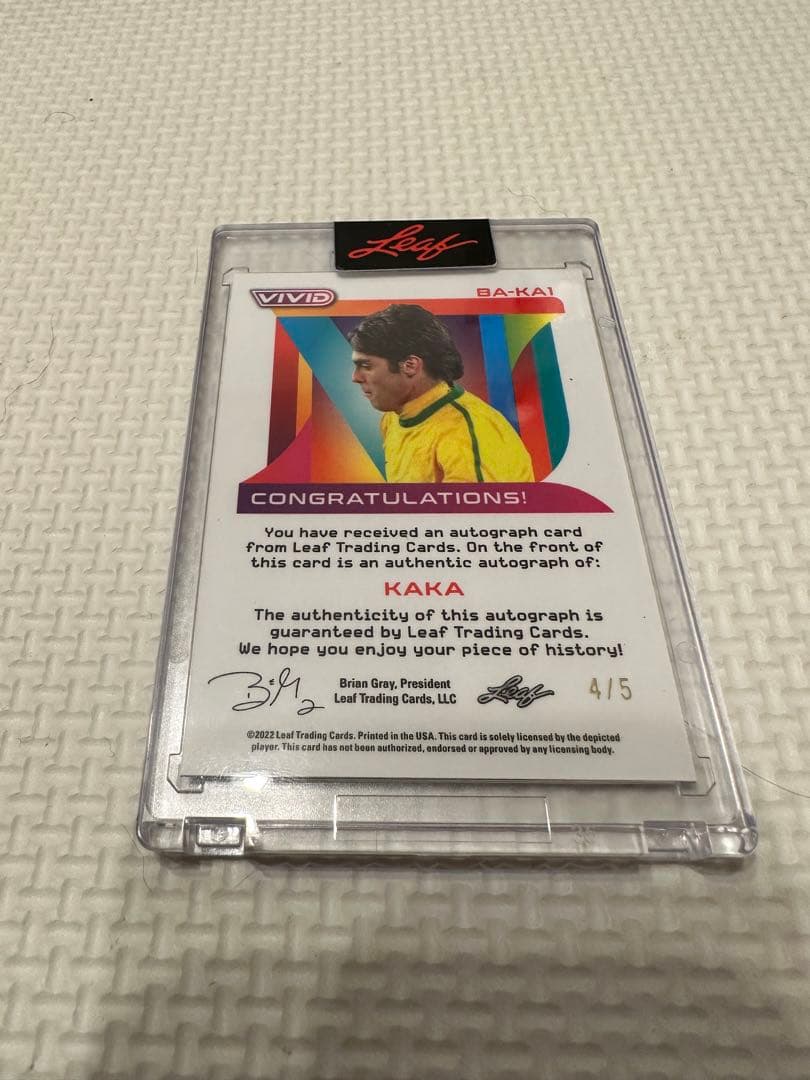 Leaf
VIVID
BA-KA1
CONGRATULATIONS!
You have received an autograph card
from Leaf Trading Cards. On the front of
this card is an authentic autograph of:
KAKA
The authenticity of this autograph is
guaranteed by Leaf Trading Cards.
We hope you enjoy your piece of history!
Brian Gray, President
Leaf Trading Cards, LLC
Leaf
4/5
©2022 Leaf Trading Cards. Printed in the USA. This card is solely licensed by the depicted
player. This card has not been authorized, endorsed or approved by any licensing body.